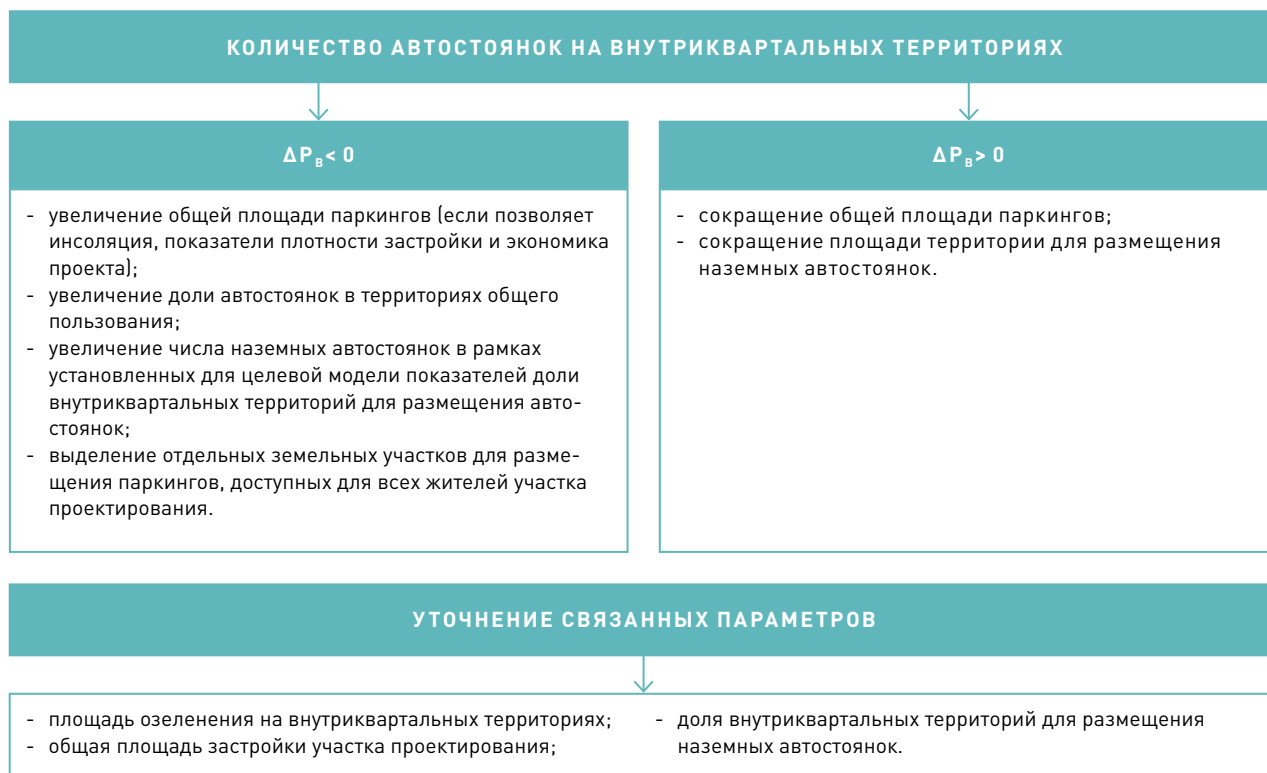 КОЛИЧЕСТВО АВТОСТОЯНОК НА ВНУТРИКВАРТАЛЬНЫХ ТЕРРИТОРИЯХ
ΔP_B < 0
- увеличение общей площади паркингов (если позволяет
инсоляция, показатели плотности застройки и экономика
проекта);
- увеличение доли автостоянок в территориях общего
пользования;
- увеличение числа наземных автостоянок в рамках
установленных для целевой модели показателей доли
внутриквартальных территорий для размещения авто-
стоянок;
- выделение отдельных земельных участков для разме-
щения паркингов, доступных для всех жителей участка
проектирования.
ΔP_B > 0
- сокращение общей площади паркингов;
- сокращение площади территории для размещения
наземных автостоянок.
УТОЧНЕНИЕ СВЯЗАННЫХ ПАРАМЕТРОВ
- площадь озеленения на внутриквартальных территориях;
- общая площадь застройки участка проектирования;
- доля внутриквартальных территорий для размещения
наземных автостоянок.